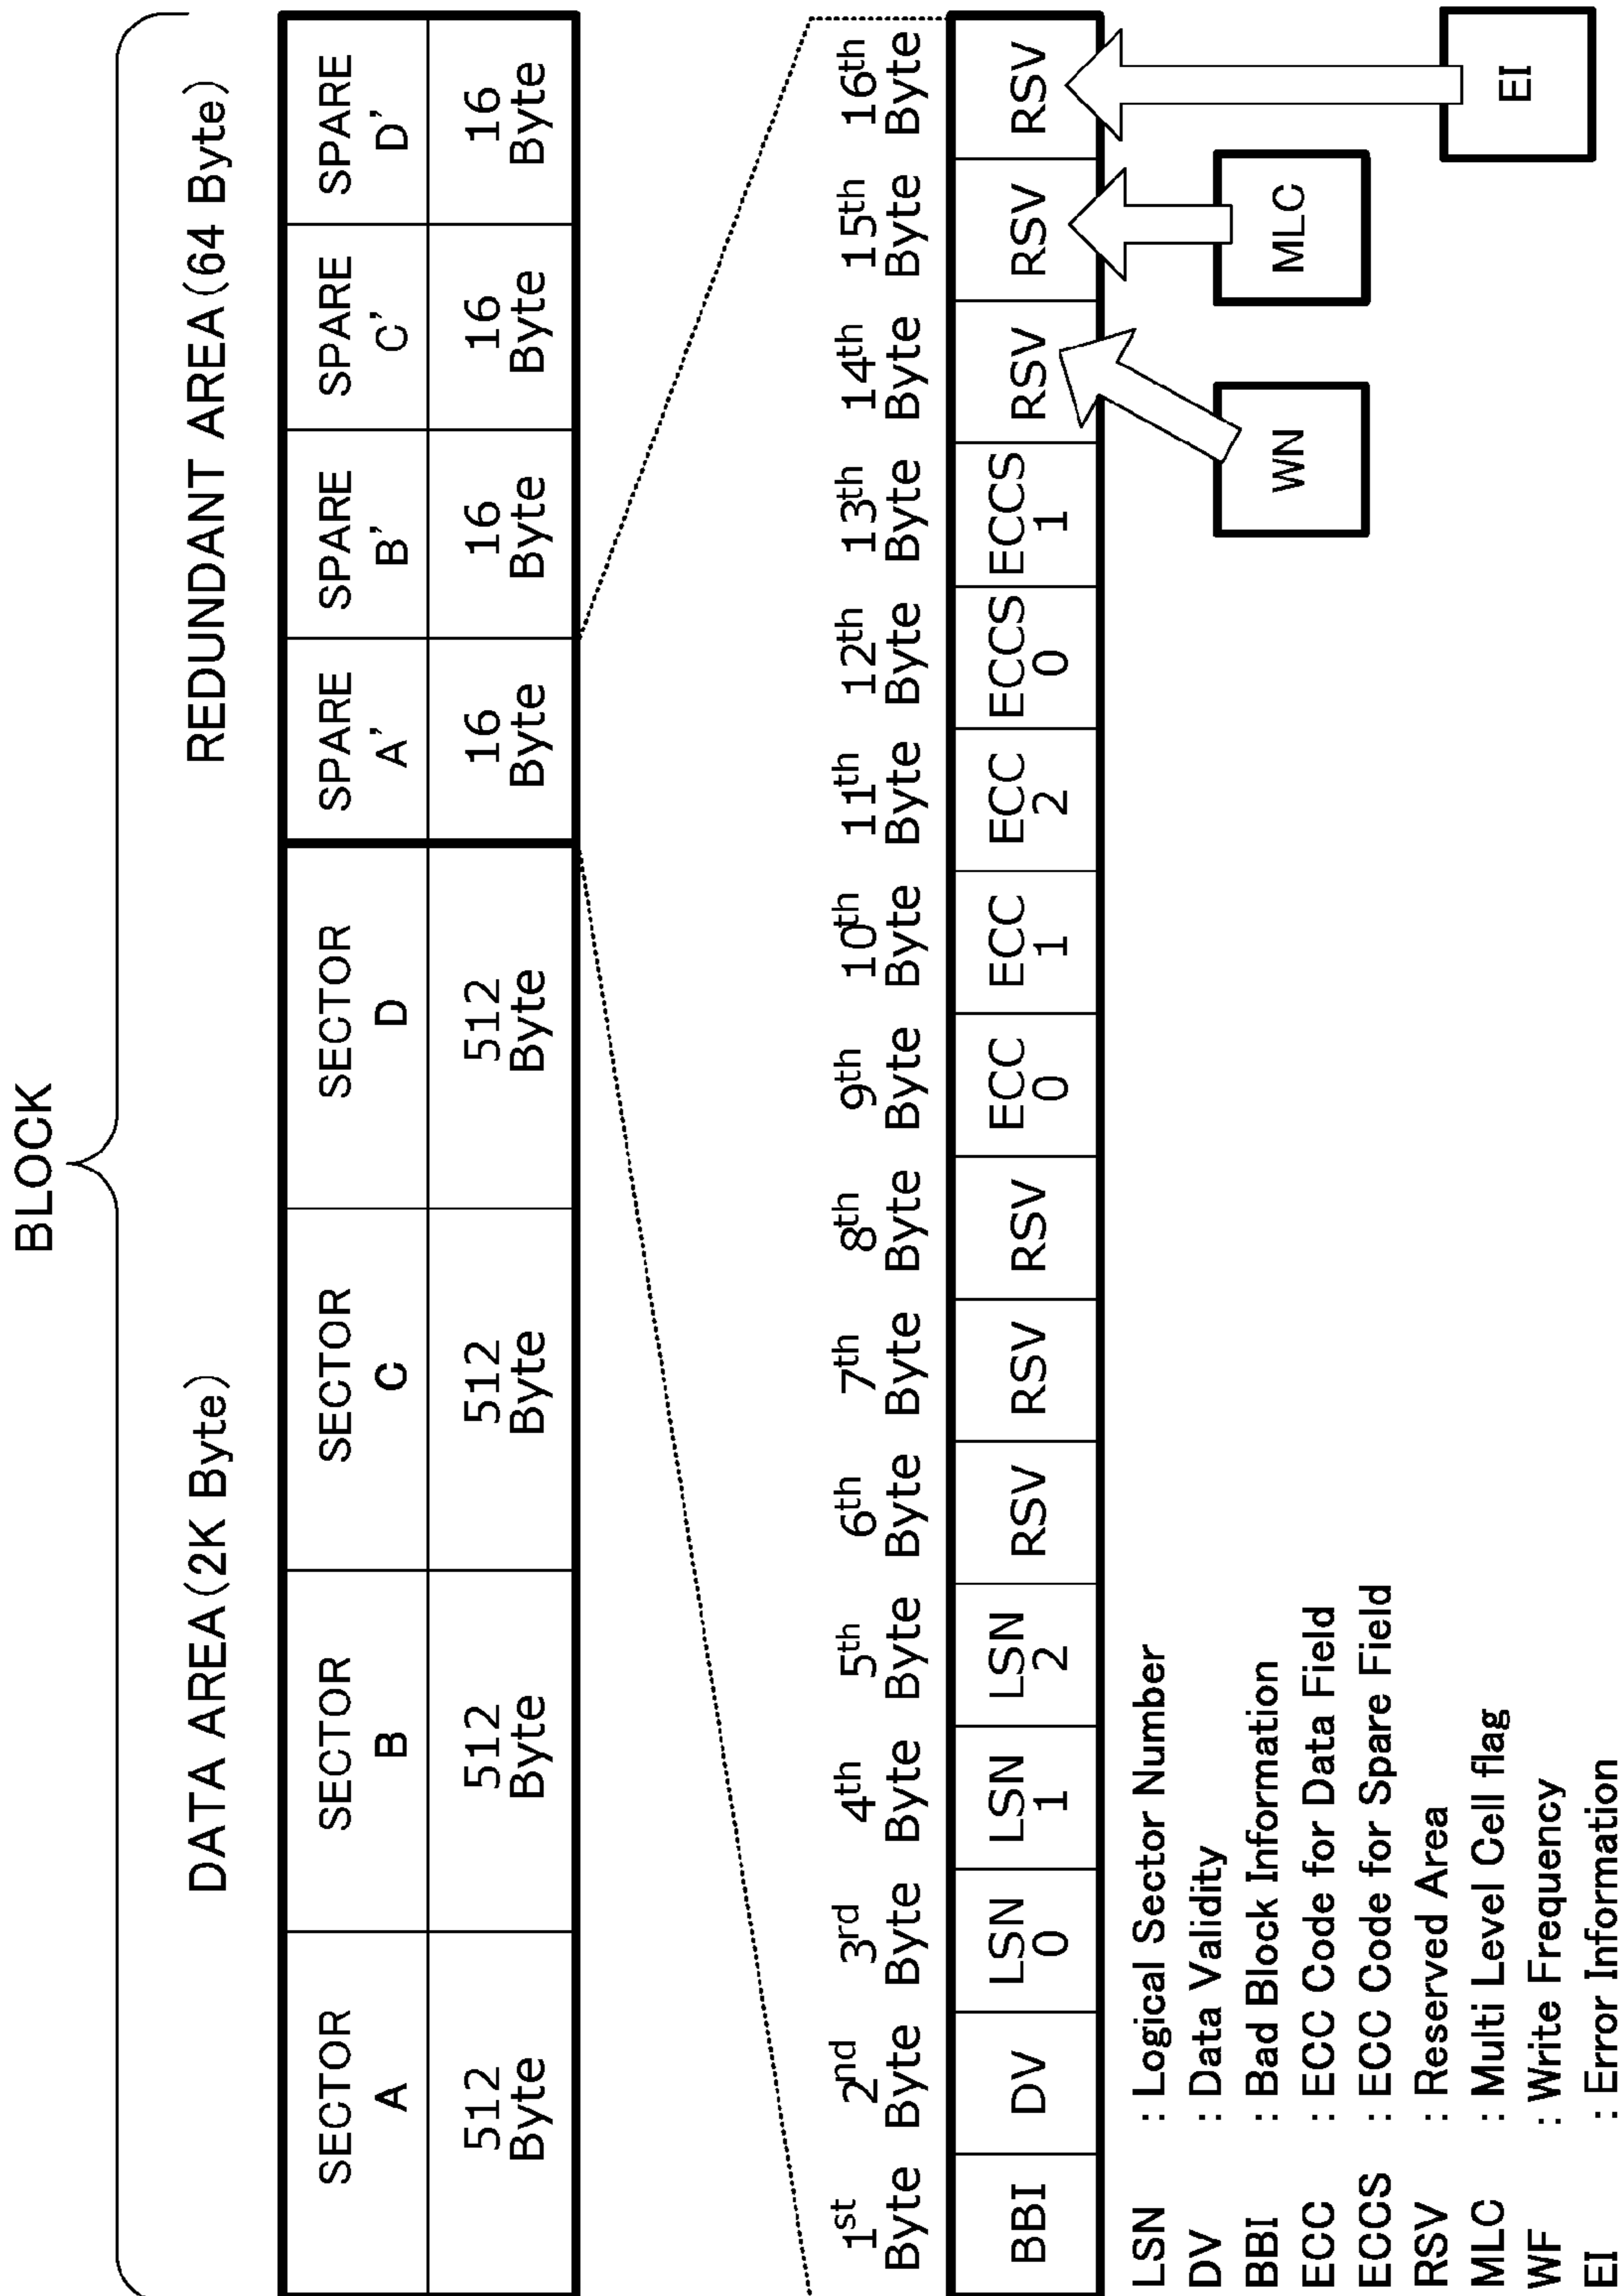 BLOCK
DATA AREA(2K Byte)
REDUNDANT AREA(64 Byte)
SECTOR A
SECTOR B
SECTOR C
SECTOR D
SPARE A'
SPARE B'
SPARE C'
SPARE D'
512 Byte
512 Byte
512 Byte
512 Byte
16 Byte
16 Byte
16 Byte
16 Byte
1st Byte
2nd Byte
3rd Byte
4th Byte
5th Byte
6th Byte
7th Byte
8th Byte
9th Byte
10th Byte
11th Byte
12th Byte
13th Byte
14th Byte
15th Byte
16th Byte
BBI
DV
LSN 0
LSN 1
LSN 2
RSV
RSV
RSV
ECC 0
ECC 1
ECC 2
ECCS 0
ECCS 1
RSV
RSV
RSV
WN
MLC
EI
LSN : Logical Sector Number
DV : Data Validity
BBI : Bad Block Information
ECC : ECC Code for Data Field
ECCS : ECC Code for Spare Field
RSV : Reserved Area
MLC : Multi Level Cell flag
WF : Write Frequency
EI : Error Information